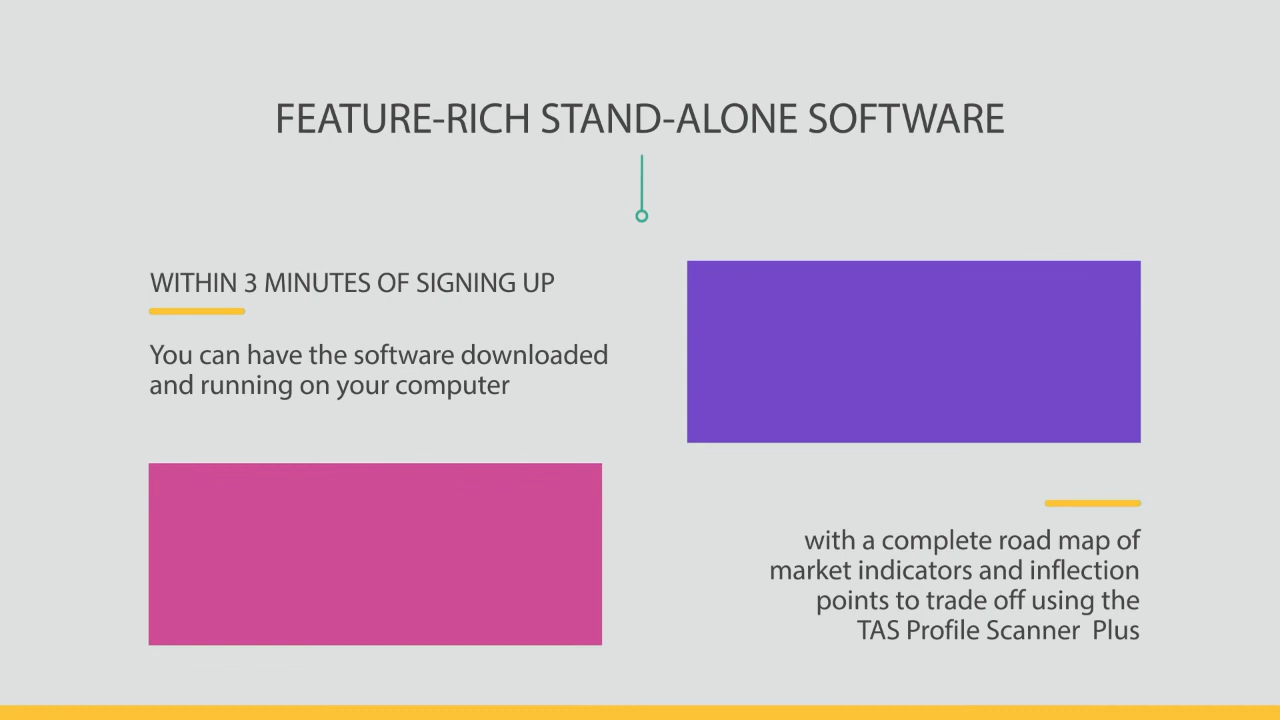 FEATURE-RICH STAND-ALONE SOFTWARE
WITHIN 3 MINUTES OF SIGNING UP
You can have the software downloaded
and running on your computer
with a complete road map of
market indicators and inflection
points to trade off using the
TAS Profile Scanner  Plus